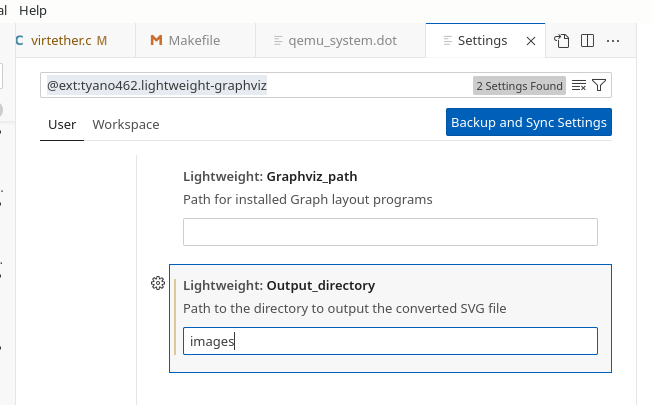 al Help
virtether.c M
Makefile
qemu_system.dot
Settings
@ext:tyano462.lightweight-graphviz
2 Settings Found
User Workspace
Backup and Sync Settings
Lightweight: Graphviz_path
Path for installed Graph layout programs
Lightweight: Output_directory
Path to the directory to output the converted SVG file
images